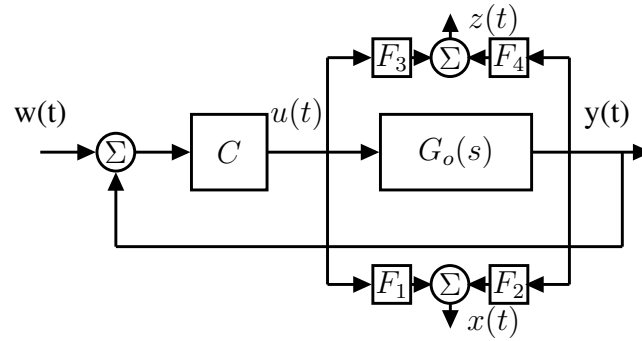 z(t)
F₃ Σ F₄
w(t) u(t) y(t)
Σ C Gₒ(s)
F₁ Σ F₂
x(t)